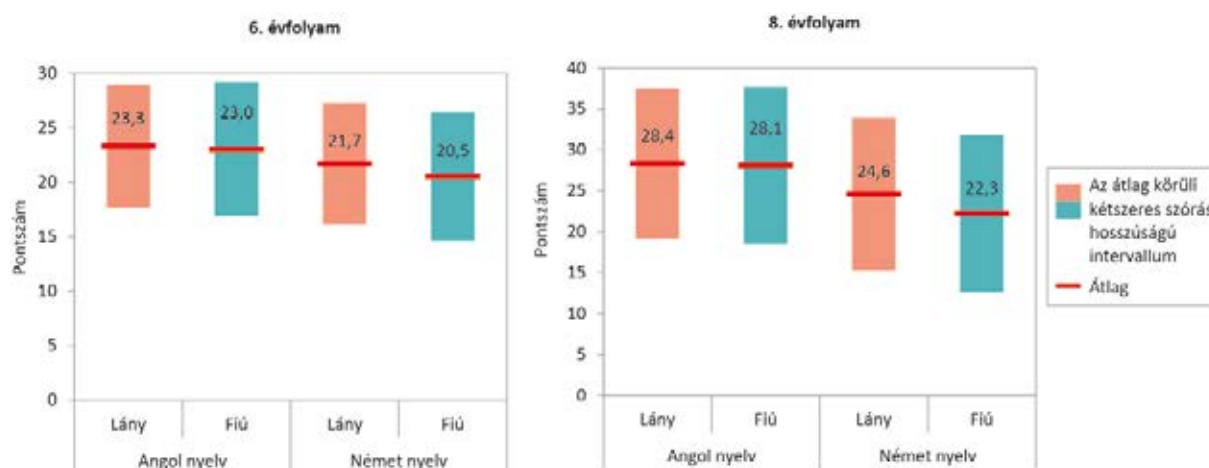 6. évfolyam
Pontszám
30
25
20
15
10
5
0
23,3
23,0
21,7
20,5
Lány
Fiú
Lány
Fiú
Angol nyelv
Német nyelv
8. évfolyam
Pontszám
40
35
30
25
20
15
10
5
0
28,4
28,1
24,6
22,3
Lány
Fiú
Lány
Fiú
Angol nyelv
Német nyelv
Az átlag körüli
kétszeres szórás
hosszúságú
intervallum
Átlag